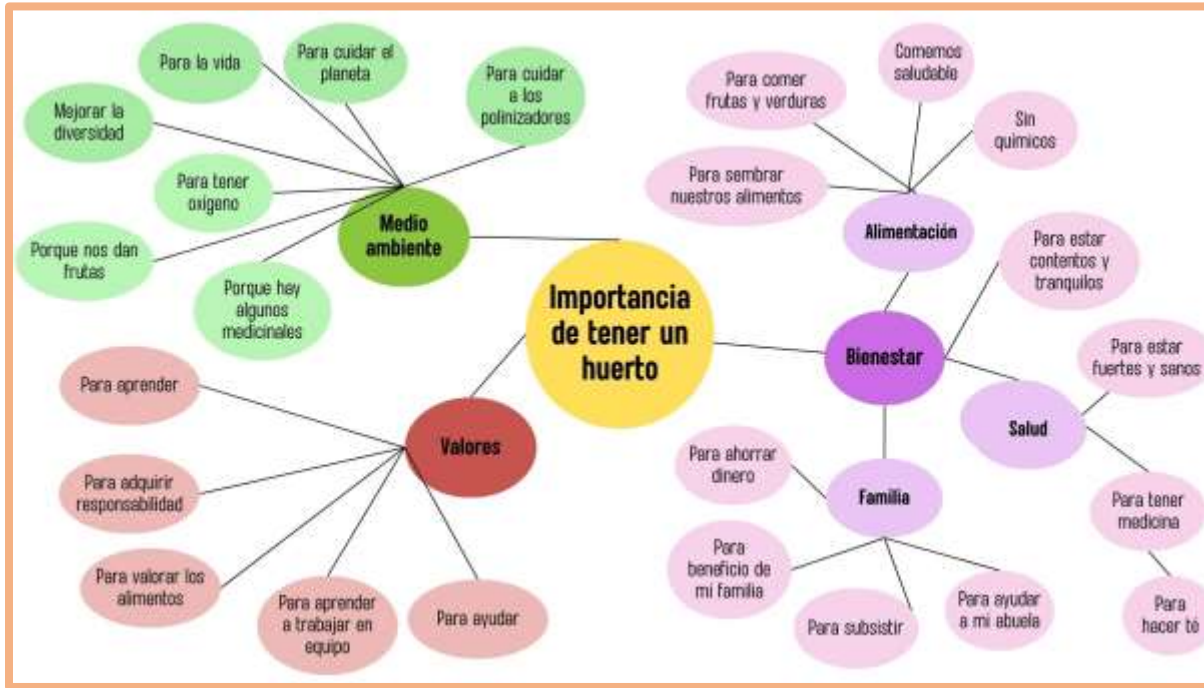 Para la vida
Para cuidar el
planeta
Para cuidar
a los
polinizadores
Mejorar la
diversidad
Para tener
oxigeno
Porque nos dan
frutas
Porque hay
algunos
medicinales
Medio
ambiente
Importancia
de tener un
huerto
Comemos
saludable
Para comer
frutas y verduras
Sin
quimicos
Para sembrar
nuestros alimentos
Alimentación
Para estar
contentos y
tranquilos
Bienestar
Para estar
fuertes y sanos
Salud
Para tener
medicina
Para
hacer té
Familia
Para ahorrar
dinero
Para
beneficio de
mi familia
Para subsistir
Para ayudar
a mi abuela
Valores
Para aprender
Para adquirir
responsabilidad
Para valorar los
alimentos
Para aprender
a trabajar en
equipo
Para ayudar